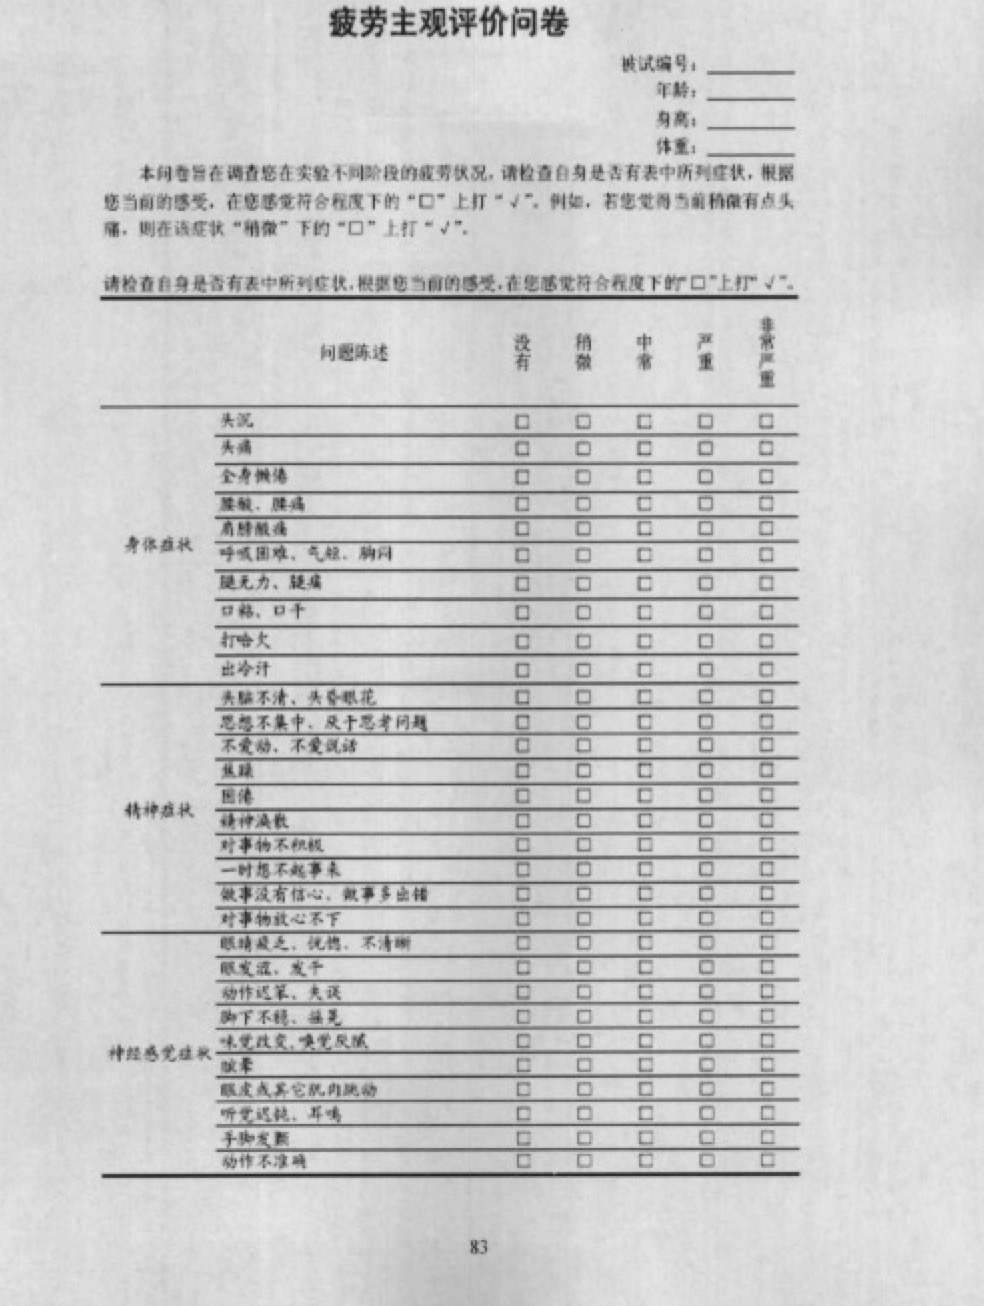 疲劳主观评价问卷
被试编号：
年龄：
身高：
体重：
本问卷旨在调查您在实验不同阶段的疲劳状况，请检查自身是否有表中所列症状，根据
您当前的感受，在您感觉符合程度下的“□”上打“√”。例如，若您觉得当前稍微有点头
痛，则在该症状“稍微”下的“□”上打“√”。
请检查自身是否有表中所列症状,根据您当前的感受,在您感觉符合程度下的“□”上打“√”。
问题陈述 没有 稍微 中常 严重 非常严重
头沉 □ □ □ □ □
头痛 □ □ □ □ □
全身懒倦 □ □ □ □ □
腰酸、腰痛 □ □ □ □ □
肩膀酸痛 □ □ □ □ □
身体症状
呼吸困难、气短、胸闷 □ □ □ □ □
腿无力、腿痛 □ □ □ □ □
口粘、口干 □ □ □ □ □
打哈欠 □ □ □ □ □
出冷汗 □ □ □ □ □
头脑不清、头昏眼花 □ □ □ □ □
思想不集中、厌于思考问题 □ □ □ □ □
不爱动、不爱说话 □ □ □ □ □
焦躁 □ □ □ □ □
困倦 □ □ □ □ □
精神症状
精神涣散 □ □ □ □ □
对事物不积极 □ □ □ □ □
一时想不起事来 □ □ □ □ □
做事没有信心、做事多出错 □ □ □ □ □
对事物放心不下 □ □ □ □ □
眼睛疲乏、恍惚、不清晰 □ □ □ □ □
眼发涩、发干 □ □ □ □ □
动作迟笨、失误 □ □ □ □ □
脚下不稳、摇晃 □ □ □ □ □
味觉改变、嗅觉厌腻 □ □ □ □ □
神经感觉症状
眩晕 □ □ □ □ □
眼皮或其它肌肉跳动 □ □ □ □ □
听觉迟钝、耳鸣 □ □ □ □ □
手脚发颤 □ □ □ □ □
动作不准确 □ □ □ □ □
83